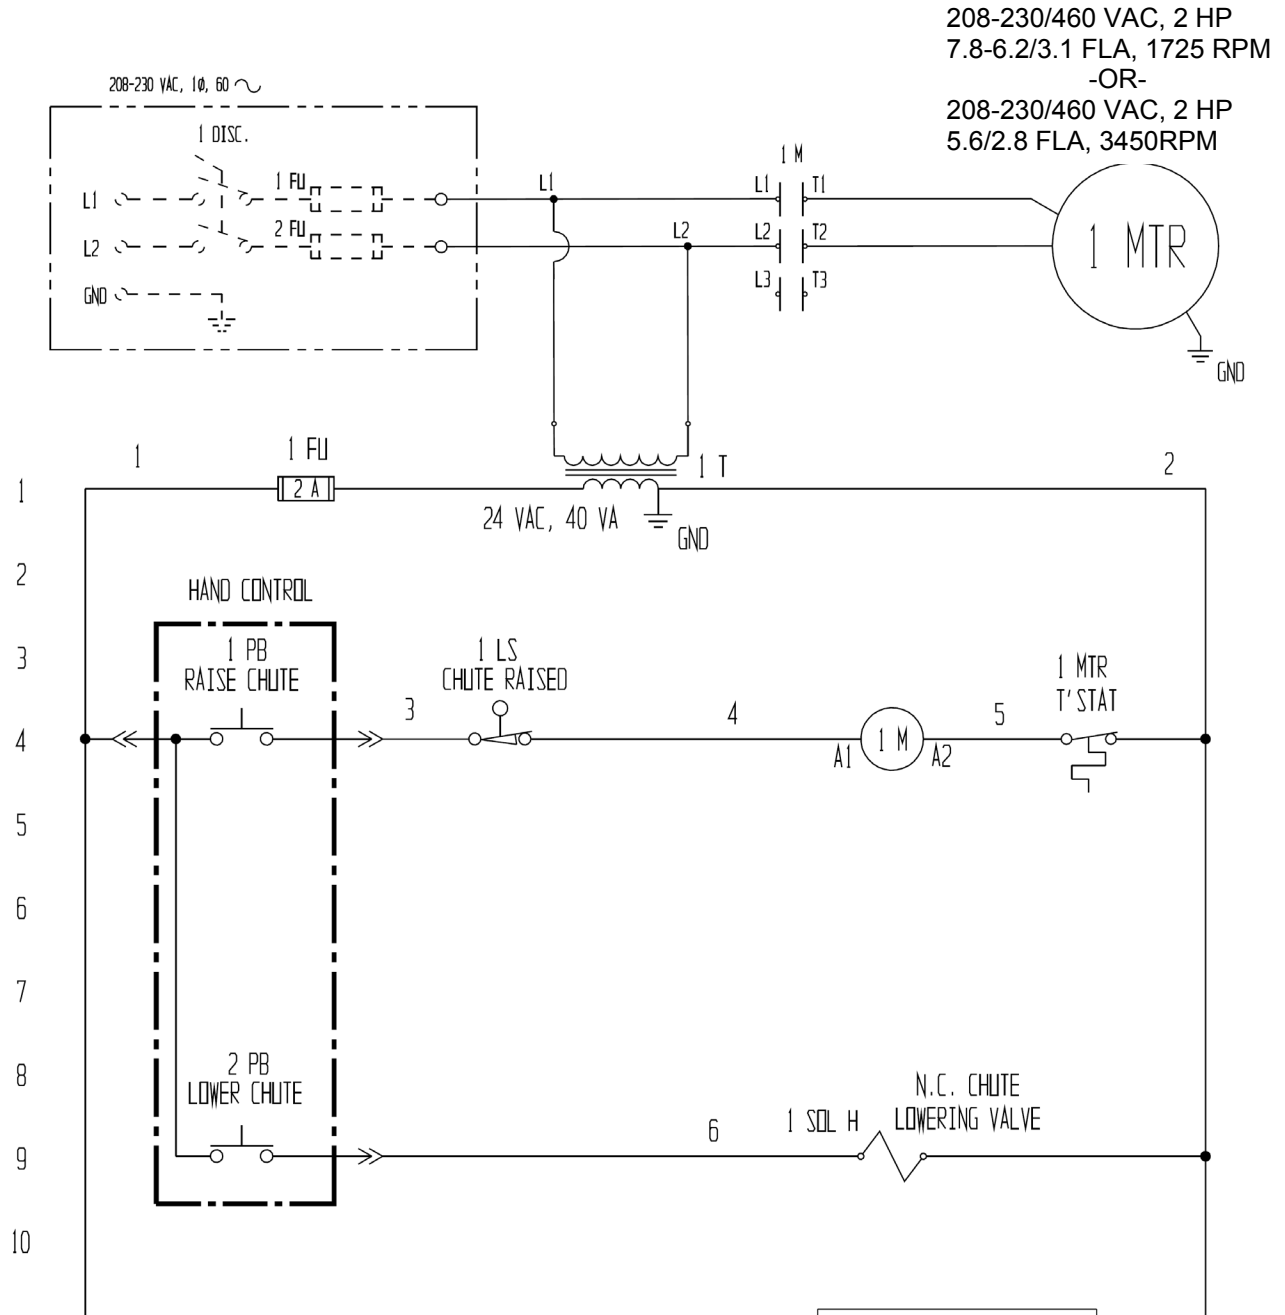 208-230/460 VAC, 2 HP
7.8-6.2/3.1 FLA, 1725 RPM
-OR-
208-230/460 VAC, 2 HP
5.6/2.8 FLA, 3450RPM
208-230 VAC, 1Ø, 60 ∿
1 DISC.
1 FU
L1
2 FU
L2
GND
L1
L2
1 M
L1 T1
L2 T2
L3 T3
1 MTR
GND
1
1 FU
2 A
1 T
2
24 VAC, 40 VA
GND
1
2
HAND CONTROL
3
1 PB
RAISE CHUTE
1 LS
CHUTE RAISED
1 MTR
T'STAT
4
3
4
A1
1 M
A2
5
5
6
7
8
2 PB
LOWER CHUTE
9
6
1 SOL H
N.C. CHUTE
LOWERING VALVE
10